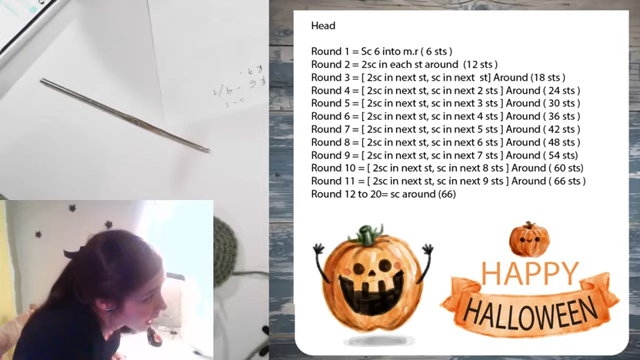 Head
Round 1 = Sc 6 into m.r ( 6 sts )
Round 2 = 2sc in each st around (12 sts )
Round 3 = [ 2sc in next st, sc in next st] Around (18 sts )
Round 4 = [ 2sc in next st, sc in next 2 sts ] Around ( 24 sts )
Round 5 = [ 2sc in next st, sc in next 3 sts ] Around ( 30 sts )
Round 6 = [ 2sc in next st, sc in next 4 sts ] Around ( 36 sts )
Round 7 = [ 2sc in next st, sc in next 5 sts ] Around ( 42 sts )
Round 8 = [ 2sc in next st, sc in next 6 sts ] Around ( 48 sts )
Round 9 = [ 2sc in next st, sc in next 7 sts ] Around ( 54 sts)
Round 10 = [ 2sc in next st, sc in next 8 sts ] Around ( 60 sts)
Round 11 = [ 2sc in next st, sc in next 9 sts ] Around ( 66 sts )
Round 12 to 20= sc around (66)
HAPPY
HALLOWEEN